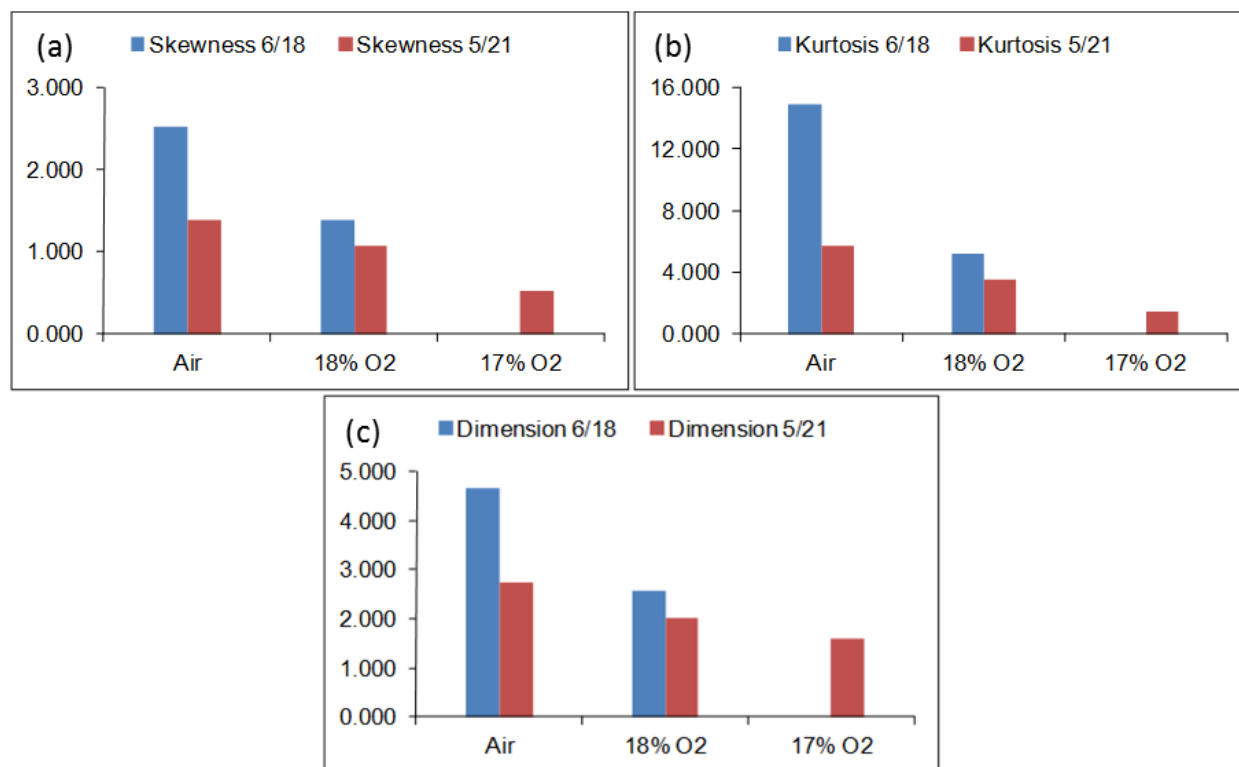 (a) Skewness 6/18 Skewness 5/21
3.000
2.000
1.000
0.000
Air 18% O2 17% O2
(b) Kurtosis 6/18 Kurtosis 5/21
16.000
12.000
8.000
4.000
0.000
Air 18% O2 17% O2
(c) Dimension 6/18 Dimension 5/21
5.000
4.000
3.000
2.000
1.000
0.000
Air 18% O2 17% O2